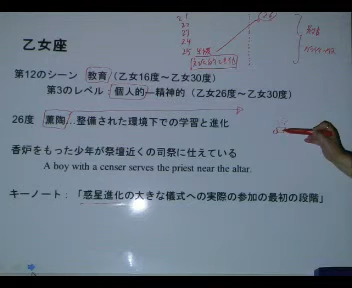 21
22
23
24
25
乙女座
第12のシーン 教育/(乙女16度～乙女30度)
第3のレベル:個人的―精神的(乙女26度～乙女30度)
26度 薫陶…整備された環境下での学習と進化
香炉をもった少年が祭壇近くの司祭に仕えている
A boy with a censer serves the priest near the altar.
キーノート:「惑星進化の大きな儀式への実際の参加の最初の段階」